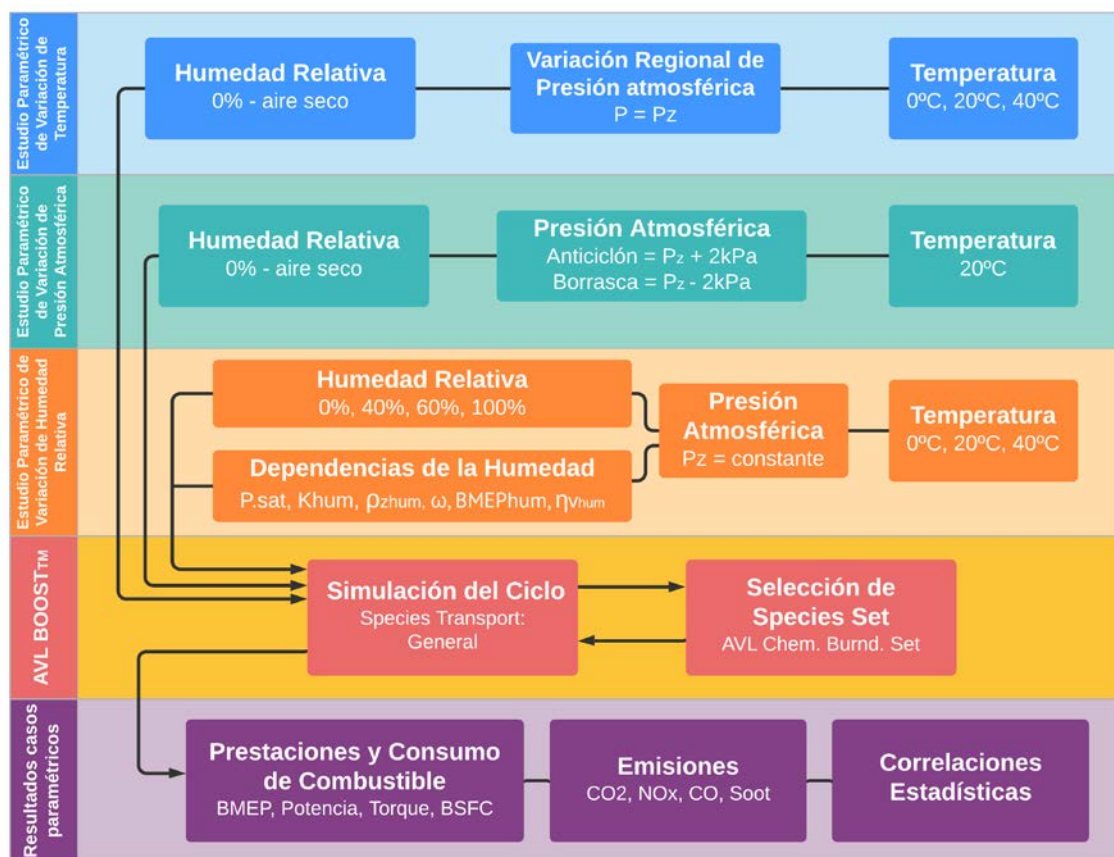 Estudio Paramétrico
de Variación de
Temperatura
Humedad Relativa
0% - aire seco
Variación Regional de
Presión atmosférica
P = Pz
Temperatura
0ºC, 20ºC, 40ºC
Estudio Paramétrico
de Variación de
Presión Atmosférica
Humedad Relativa
0% - aire seco
Presión Atmosférica
Anticiclón = Pz + 2kPa
Borrasca = Pz - 2kPa
Temperatura
20ºC
Estudio Paramétrico de
Variación de Humedad
Relativa
Humedad Relativa
0%, 40%, 60%, 100%
Dependencias de la Humedad
P.sat, Khum, ρzhum, ω, BMEPhum, ηvhum
Presión
Atmosférica
Pz = constante
Temperatura
0ºC, 20ºC, 40ºC
AVL BOOST™
Simulación del Ciclo
Species Transport:
General
Selección de
Species Set
AVL Chem. Burnd. Set
Resultados casos
paramétricos
Prestaciones y Consumo
de Combustible
BMEP, Potencia, Torque, BSFC
Emisiones
CO2, NOx, CO, Soot
Correlaciones
Estadísticas